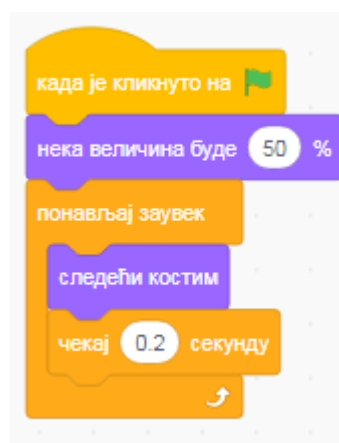 када је кликнуто на
нека величина буде 50 %
понављај заувек
следећи костим
чекај 0.2 секунду